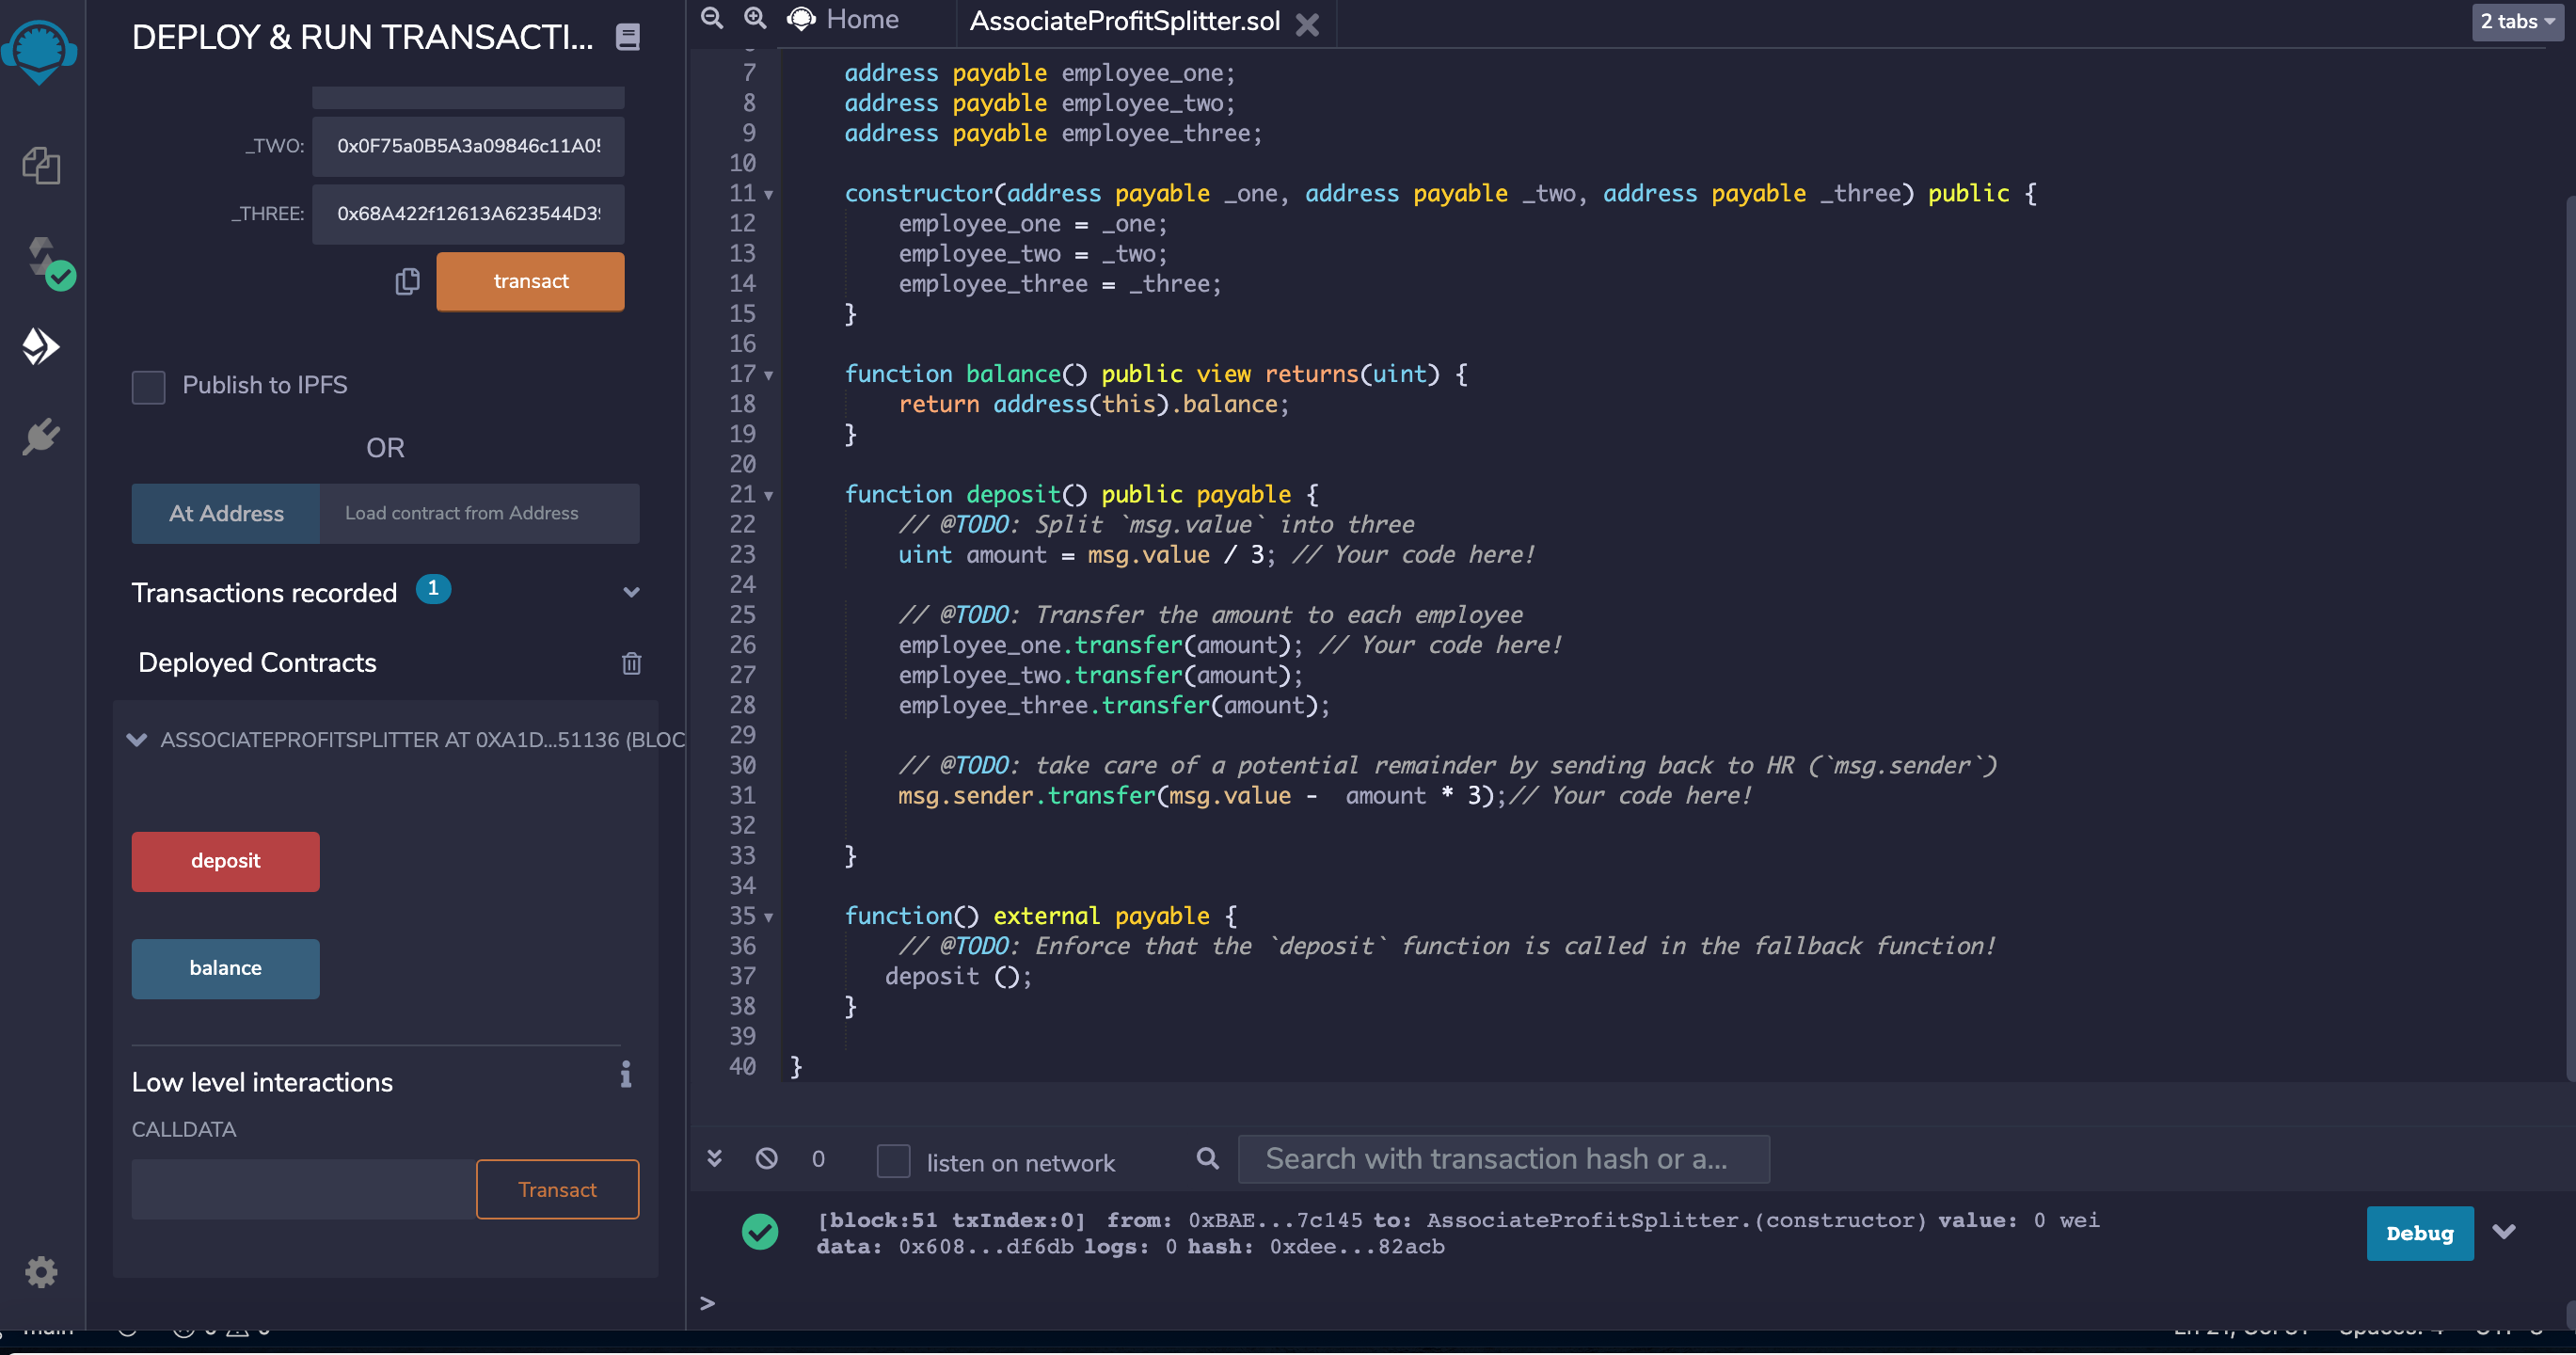 DEPLOY & RUN TRANSACTI...
_TWO: 0x0F75a0B5A3a09846c11A05
_THREE: 0x68A422f12613A623544D39
transact
Publish to IPFS
OR
At Address Load contract from Address
Transactions recorded 1
Deployed Contracts
ASSOCIATEPROFITSPLITTER AT 0XA1D...51136 (BLOC
deposit
balance
Low level interactions
CALLDATA
Transact
Home AssociateProfitSplitter.sol 2 tabs
7 address payable employee_one;
8 address payable employee_two;
9 address payable employee_three;
10
11 constructor(address payable _one, address payable _two, address payable _three) public {
12 employee_one = _one;
13 employee_two = _two;
14 employee_three = _three;
15 }
16
17 function balance() public view returns(uint) {
18 return address(this).balance;
19 }
20
21 function deposit() public payable {
22 // @TODO: Split `msg.value` into three
23 uint amount = msg.value / 3; // Your code here!
24
25 // @TODO: Transfer the amount to each employee
26 employee_one.transfer(amount); // Your code here!
27 employee_two.transfer(amount);
28 employee_three.transfer(amount);
29
30 // @TODO: take care of a potential remainder by sending back to HR (`msg.sender`)
31 msg.sender.transfer(msg.value -  amount * 3);// Your code here!
32
33 }
34
35 function() external payable {
36 // @TODO: Enforce that the `deposit` function is called in the fallback function!
37 deposit ();
38 }
39
40 }
0 listen on network Search with transaction hash or a...
[block:51 txIndex:0] from: 0xBAE...7c145 to: AssociateProfitSplitter.(constructor) value: 0 wei
data: 0x608...df6db logs: 0 hash: 0xdee...82acb
Debug
>